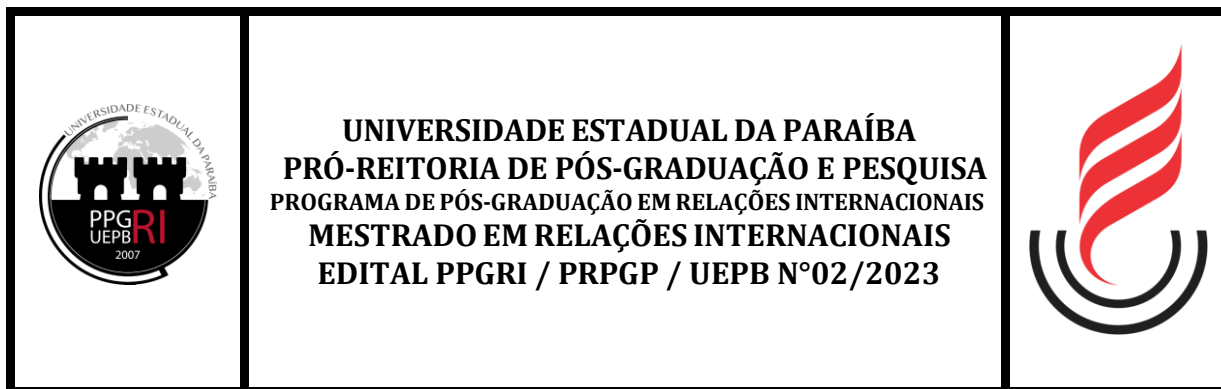 UNIVERSIDADE ESTADUAL DA PARAÍBA
PPGRI
UEPB
2007
UNIVERSIDADE ESTADUAL DA PARAÍBA
PRÓ-REITORIA DE PÓS-GRADUAÇÃO E PESQUISA
PROGRAMA DE PÓS-GRADUAÇÃO EM RELAÇÕES INTERNACIONAIS
MESTRADO EM RELAÇÕES INTERNACIONAIS
EDITAL PPGRI / PRPGP / UEPB N°02/2023